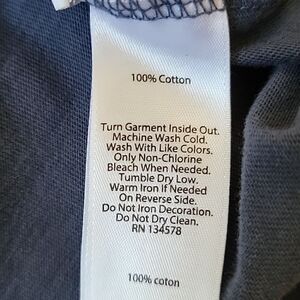 100% Cotton
Turn Garment Inside Out.
Machine Wash Cold.
Wash With Like Colors.
Only Non-Chlorine
Bleach When Needed.
Tumble Dry Low.
Warm Iron If Needed
On Reverse Side.
Do Not Iron Decoration.
Do Not Dry Clean.
RN 134578
100% coton